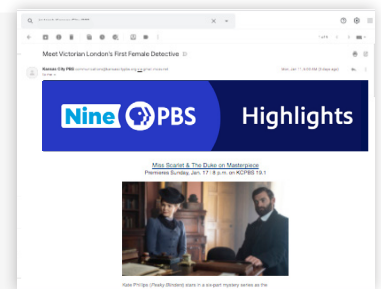 Meet Victorian London's First Female Detective
Kansas City PBS
Nine PBS Highlights
Miss Scarlet & The Duke on Masterpiece
Premieres Sunday, Jan. 17 | 8 p.m. on KCPBS 19.1
Kate Phillips (Peaky Blinders) stars in a six-part mystery series as the